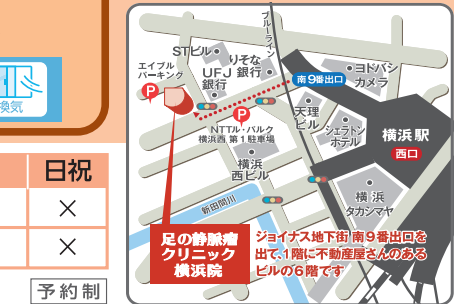 換気
日祝
×
×
予約制
ブルーライン
STビル
エイブル
パーキング
りそな
銀行
UFJ
銀行
南9番出口
ヨドバシ
カメラ
P
P
NTTル・パルク
横浜西 第1駐車場
天理
ビル
シェラトン
ホテル
横浜駅
西口
横浜
西ビル
新田間川
横浜
タカシマヤ
足の静脈瘤
クリニック
横浜院
ジョイナス地下街 南9番出口を
出て、1階に不動産屋さんのある
ビルの6階です